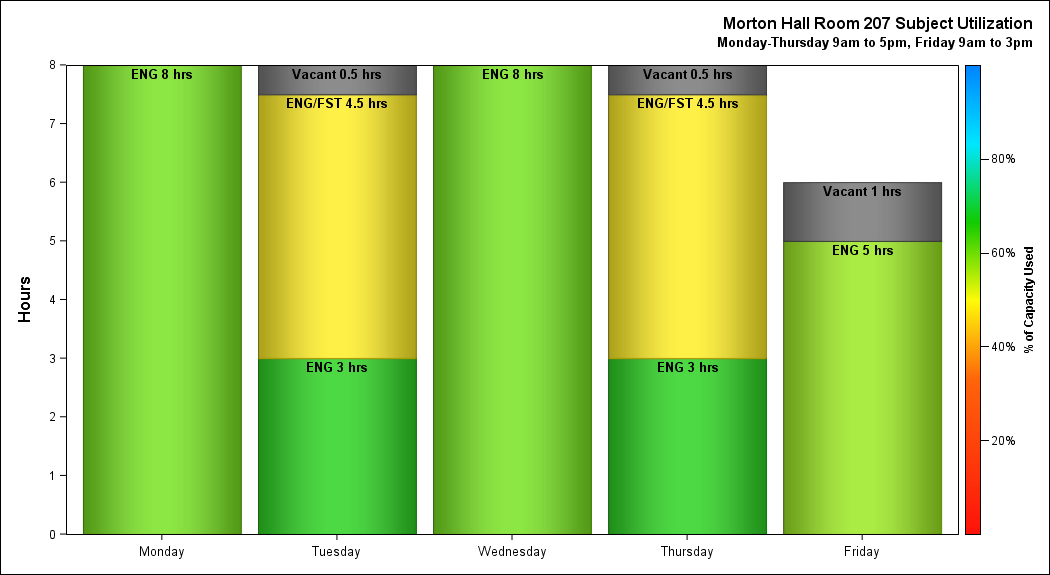 Morton Hall Room 207 Subject Utilization
Monday-Thursday 9am to 5pm, Friday 9am to 3pm
Hours
8
7
6
5
4
3
2
1
0
ENG 8 hrs
Vacant 0.5 hrs
ENG/FST 4.5 hrs
ENG 3 hrs
ENG 8 hrs
Vacant 0.5 hrs
ENG/FST 4.5 hrs
ENG 3 hrs
Vacant 1 hrs
ENG 5 hrs
Monday
Tuesday
Wednesday
Thursday
Friday
80%
60%
40%
20%
% of Capacity Used